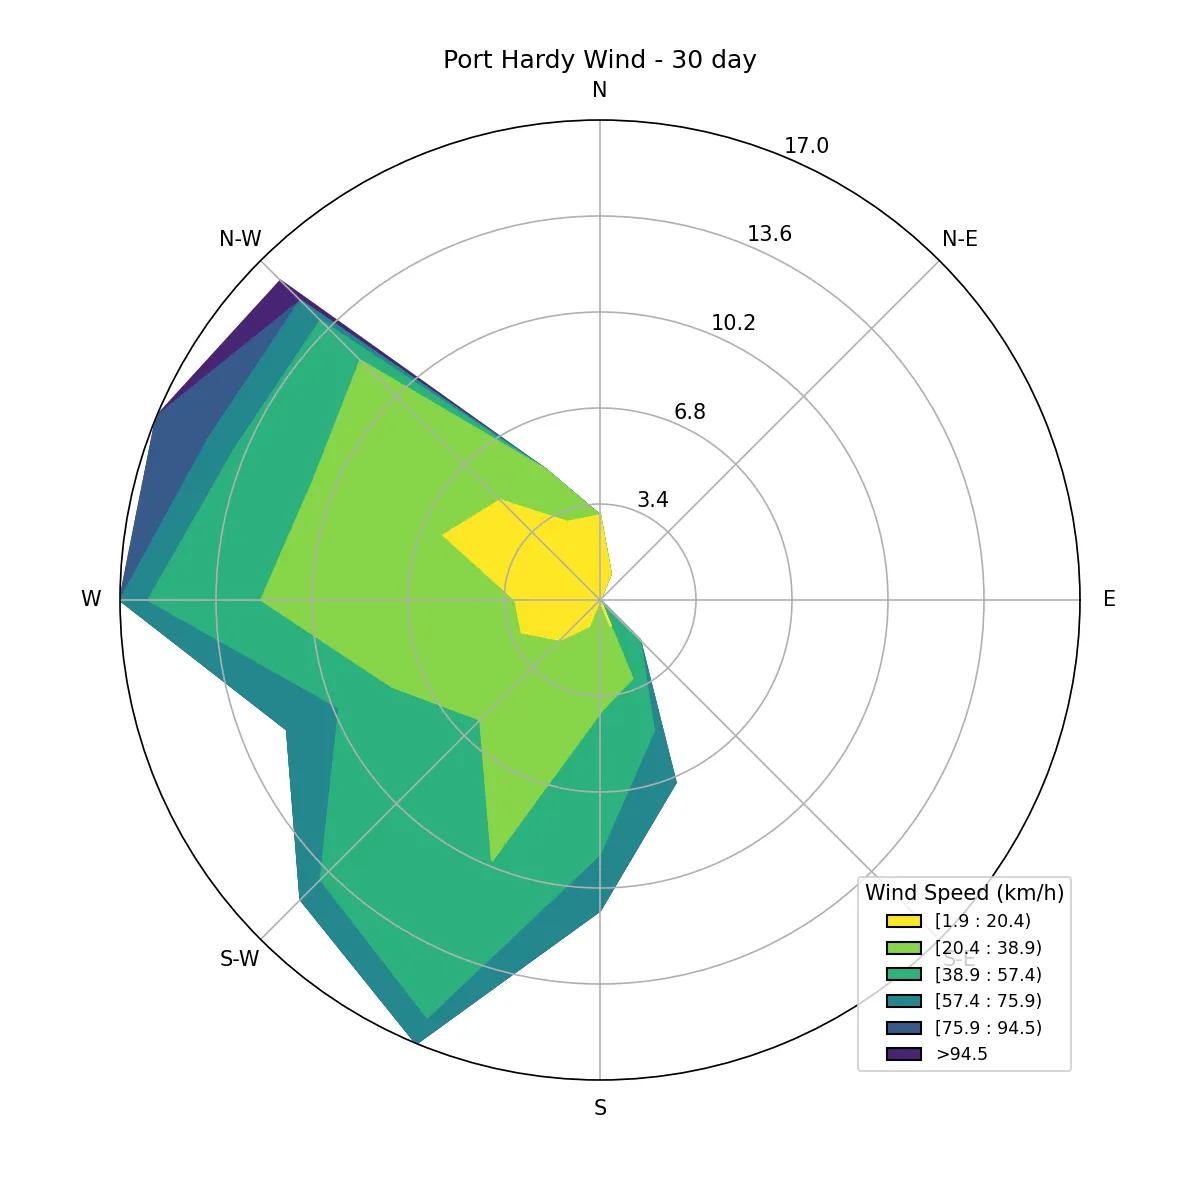 Port Hardy Wind - 30 day
N
17.0
N-W
13.6
N-E
10.2
6.8
3.4
W
E
Wind Speed (km/h)
[1.9 : 20.4)
[20.4 : 38.9)
S-W
S-E
[38.9 : 57.4)
[57.4 : 75.9)
[75.9 : 94.5)
>94.5
S